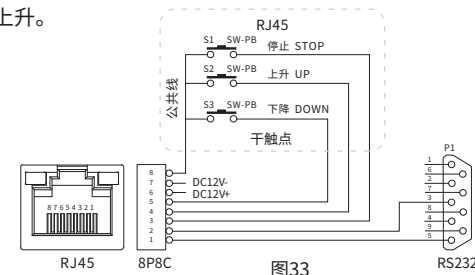 上升。
RJ45
S1 SW-PB 停止 STOP
S2 SW-PB 上升 UP
S3 SW-PB 下降 DOWN
公共线
干触点
8
7 DC12V-
6 DC12V+
5
4
3
2
1
8 7 6 5 4 3 2 1
P1
1
6
2
7
3
8
4
9
5
RJ45 8P8C 图33 RS232